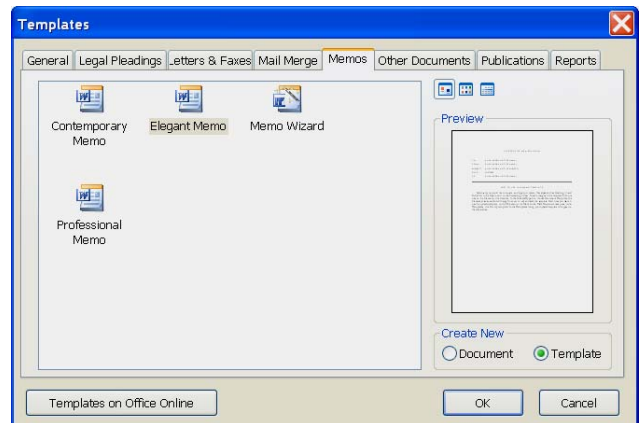 Templates
General Legal Pleadings Letters & Faxes Mail Merge Memos Other Documents Publications Reports
Contemporary Memo
Elegant Memo
Memo Wizard
Professional Memo
Preview
Create New
Document Template
Templates on Office Online
OK Cancel